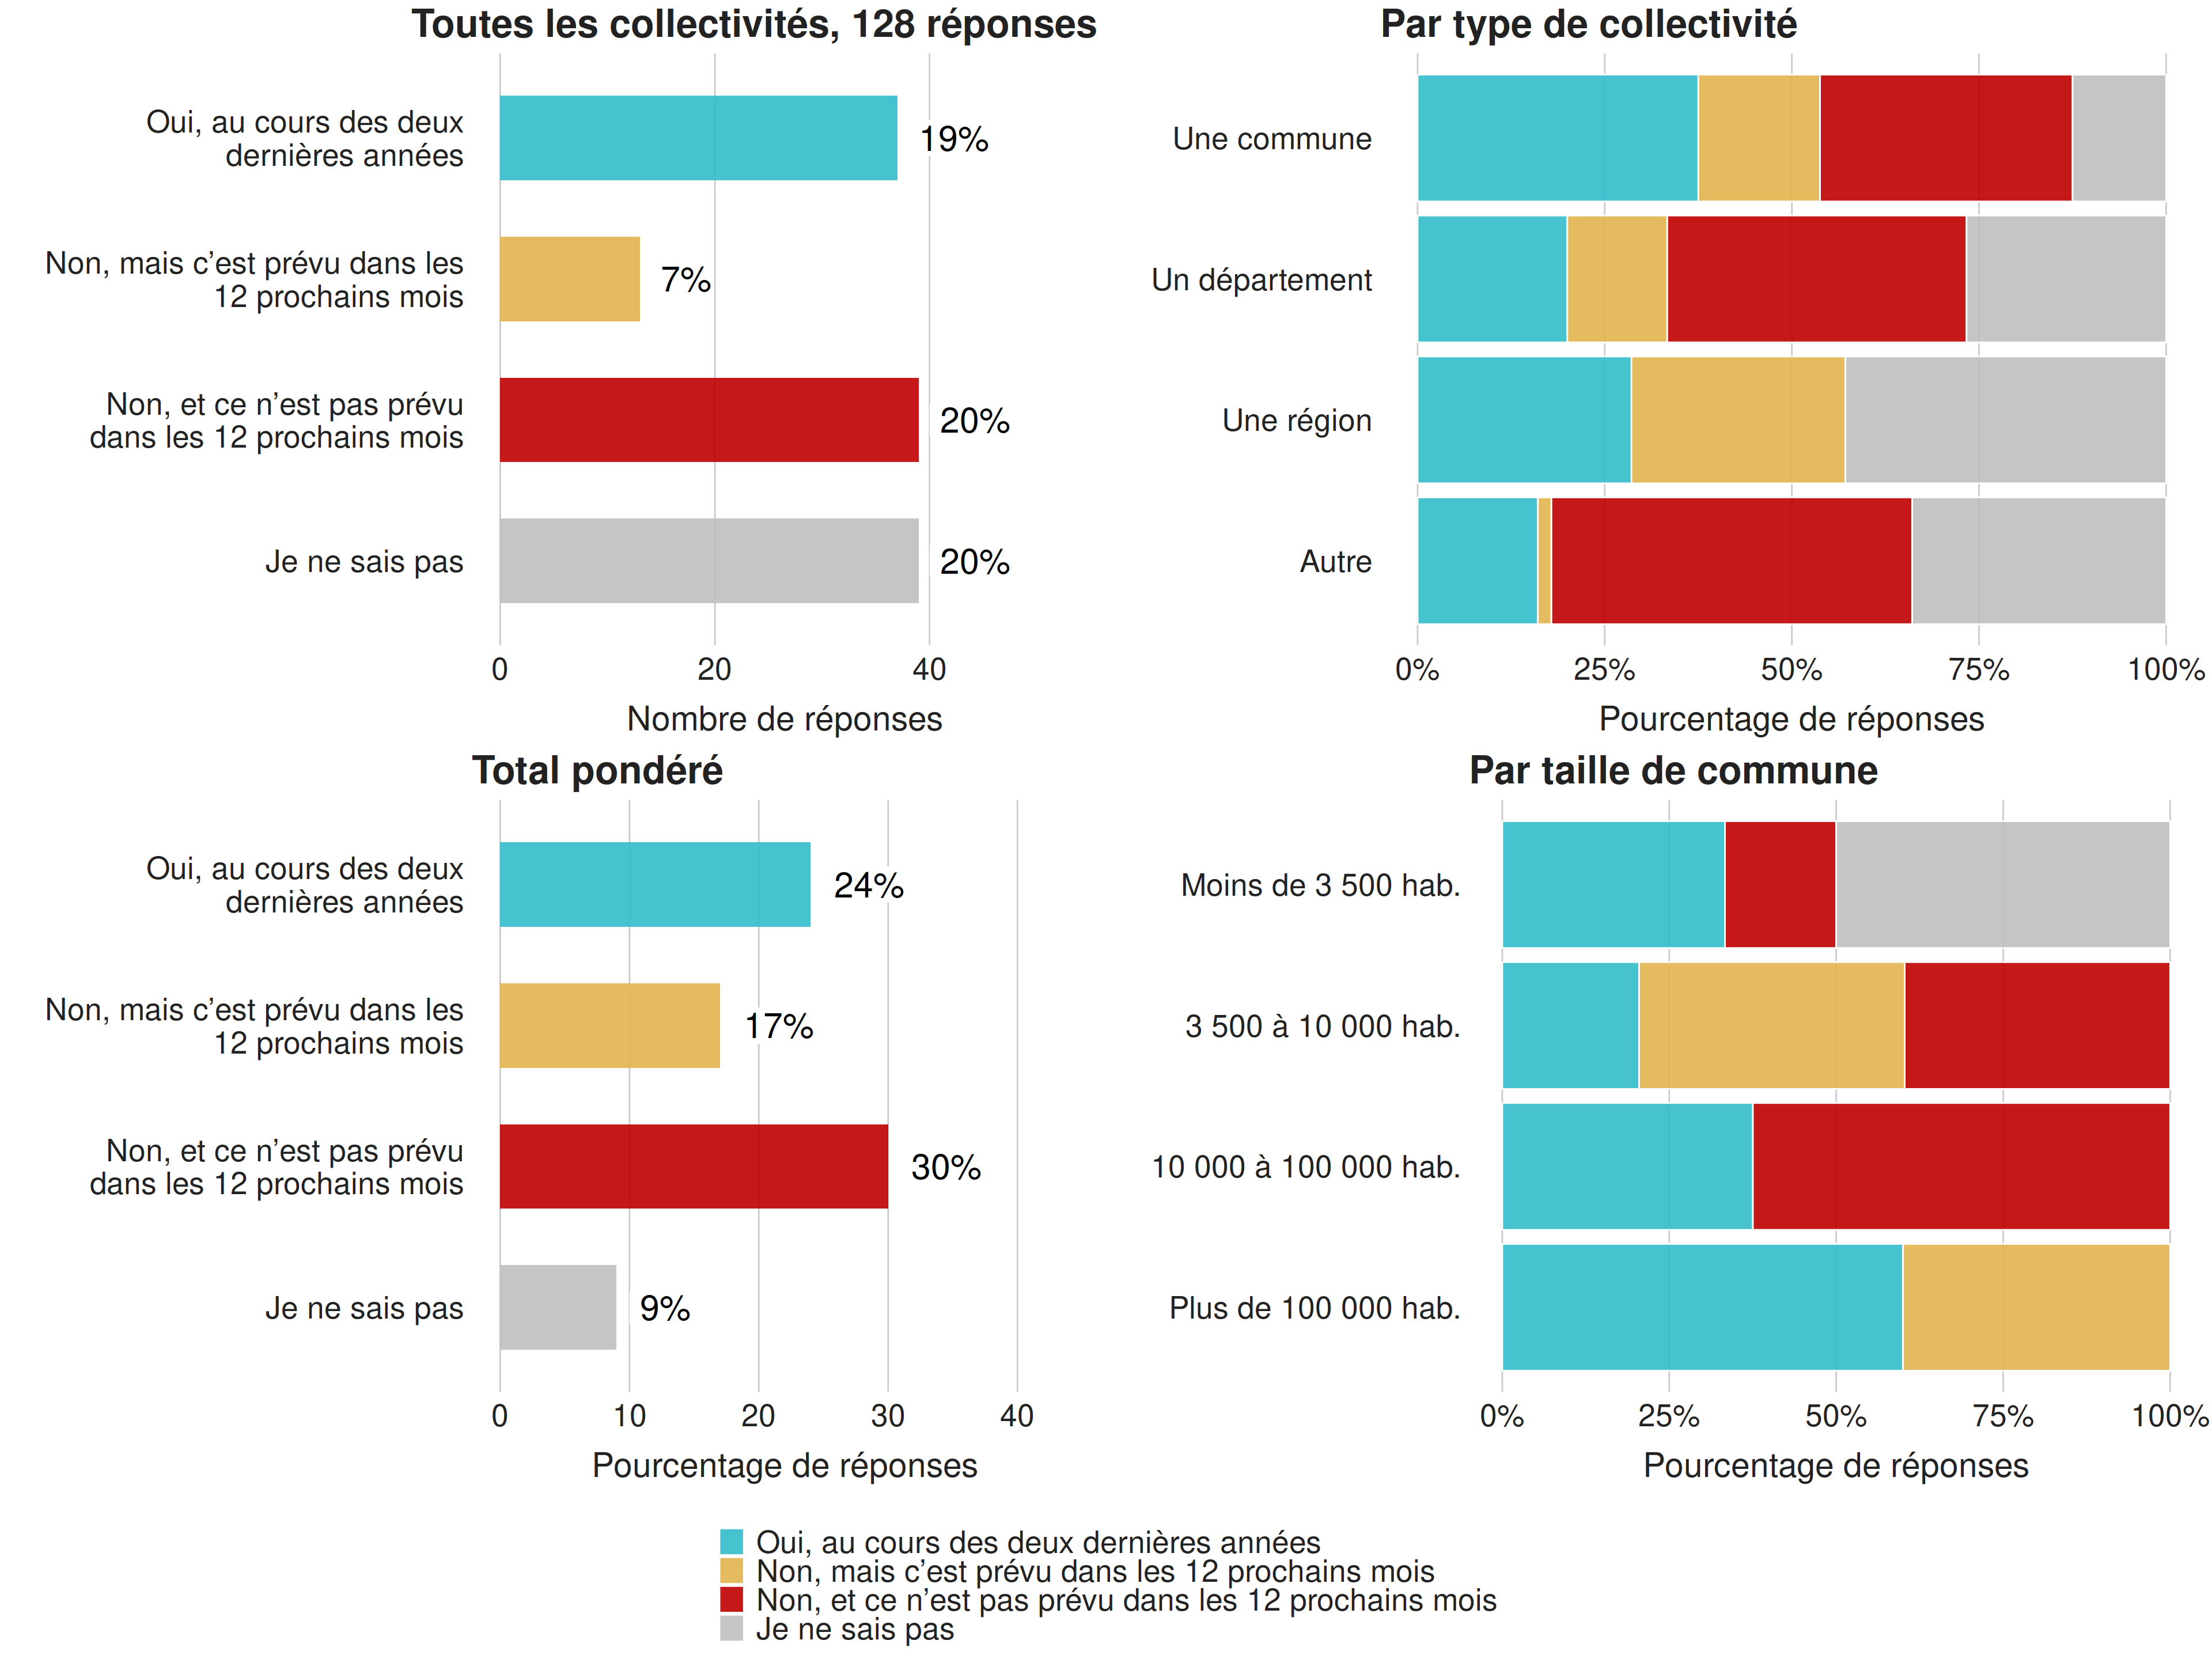 Toutes les collectivités, 128 réponses
Oui, au cours des deux
dernières années
19%
Non, mais c’est prévu dans les
12 prochains mois
7%
Non, et ce n’est pas prévu
dans les 12 prochains mois
20%
Je ne sais pas
20%
0 20 40
Nombre de réponses
Par type de collectivité
Une commune
Un département
Une région
Autre
0% 25% 50% 75% 100%
Pourcentage de réponses
Total pondéré
Oui, au cours des deux
dernières années
24%
Non, mais c’est prévu dans les
12 prochains mois
17%
Non, et ce n’est pas prévu
dans les 12 prochains mois
30%
Je ne sais pas
9%
0 10 20 30 40
Pourcentage de réponses
Par taille de commune
Moins de 3 500 hab.
3 500 à 10 000 hab.
10 000 à 100 000 hab.
Plus de 100 000 hab.
0% 25% 50% 75% 100%
Pourcentage de réponses
Oui, au cours des deux dernières années
Non, mais c’est prévu dans les 12 prochains mois
Non, et ce n’est pas prévu dans les 12 prochains mois
Je ne sais pas